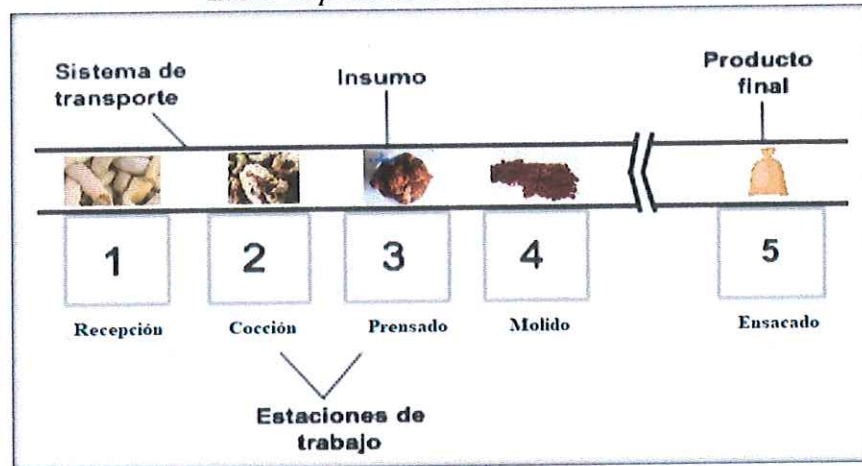 Sistema de
transporte
Insumo
Producto
final
1
2
3
4
5
Recepción
Cocción
Prensado
Molido
Ensacado
Estaciones de
trabajo